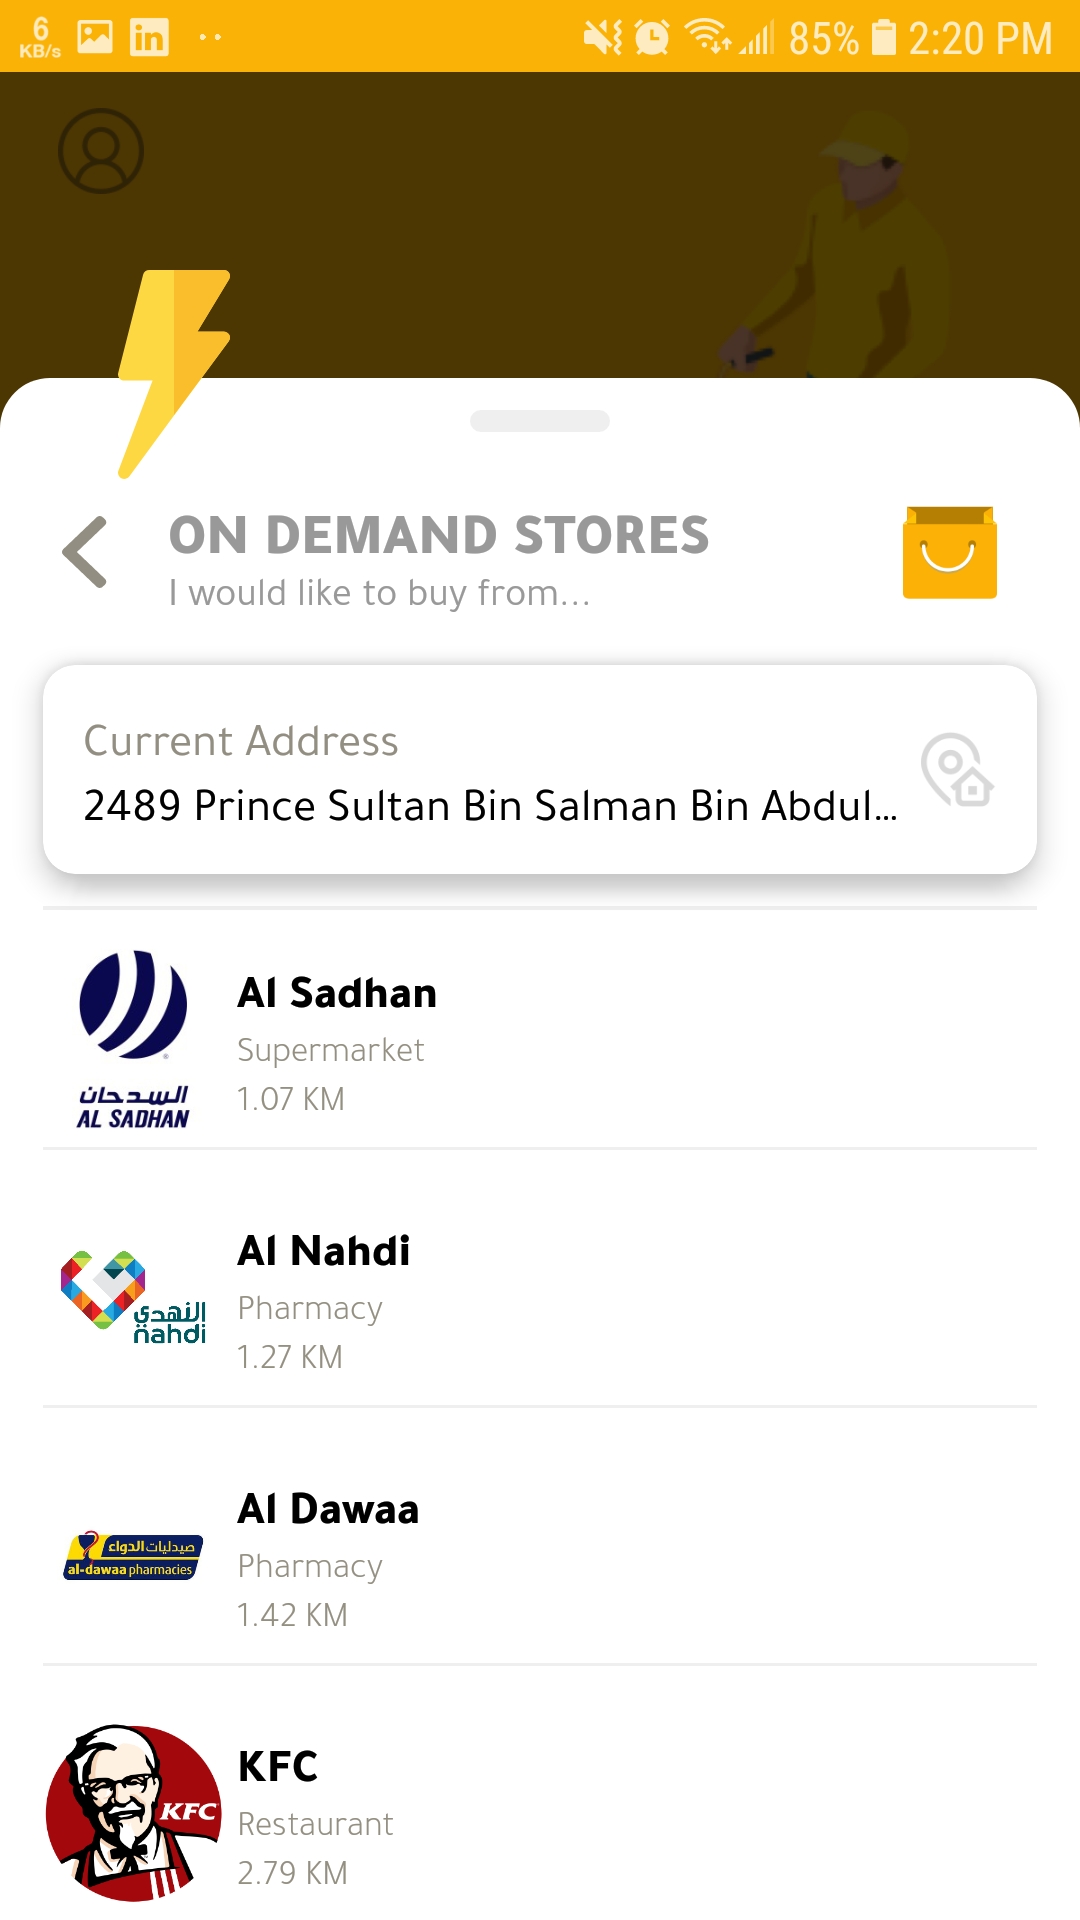 6
KB/s
in
85%
2:20 PM
ON DEMAND STORES
I would like to buy from...
Current Address
2489 Prince Sultan Bin Salman Bin Abdul...
السدحان
AL SADHAN
Al Sadhan
Supermarket
1.07 KM
النهدي
nahdi
Al Nahdi
Pharmacy
1.27 KM
صيدليات الدواء
al-dawaa pharmacies
Al Dawaa
Pharmacy
1.42 KM
KFC
KFC
Restaurant
2.79 KM